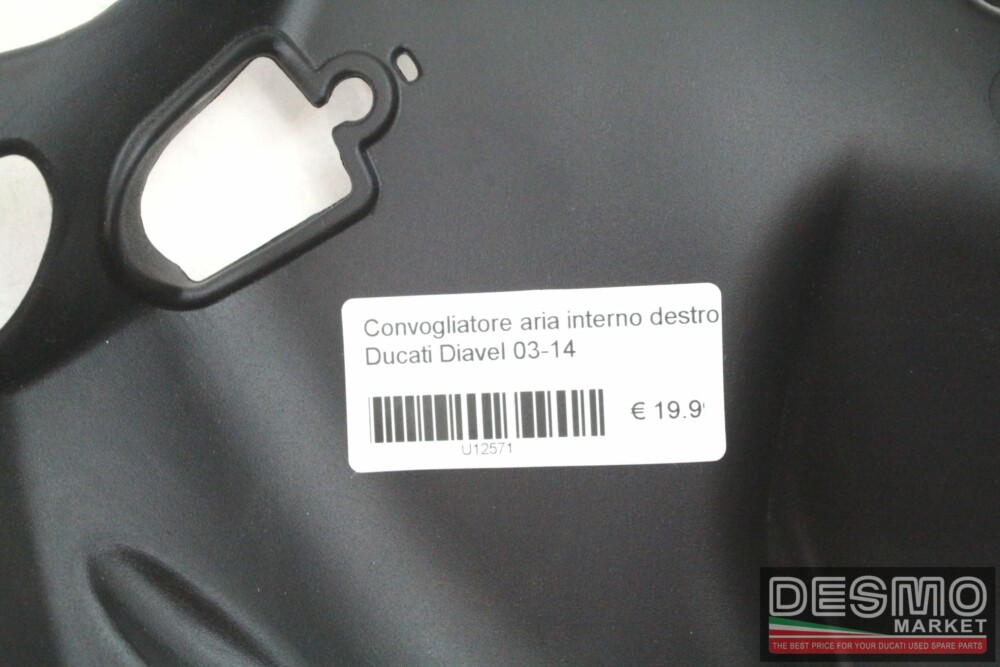 Convogliatore aria interno destro
Ducati Diavel 03-14
€ 19.9
U12571
DESMO
MARKET
THE BEST PRICE FOR YOUR DUCATI USED SPARE PARTS